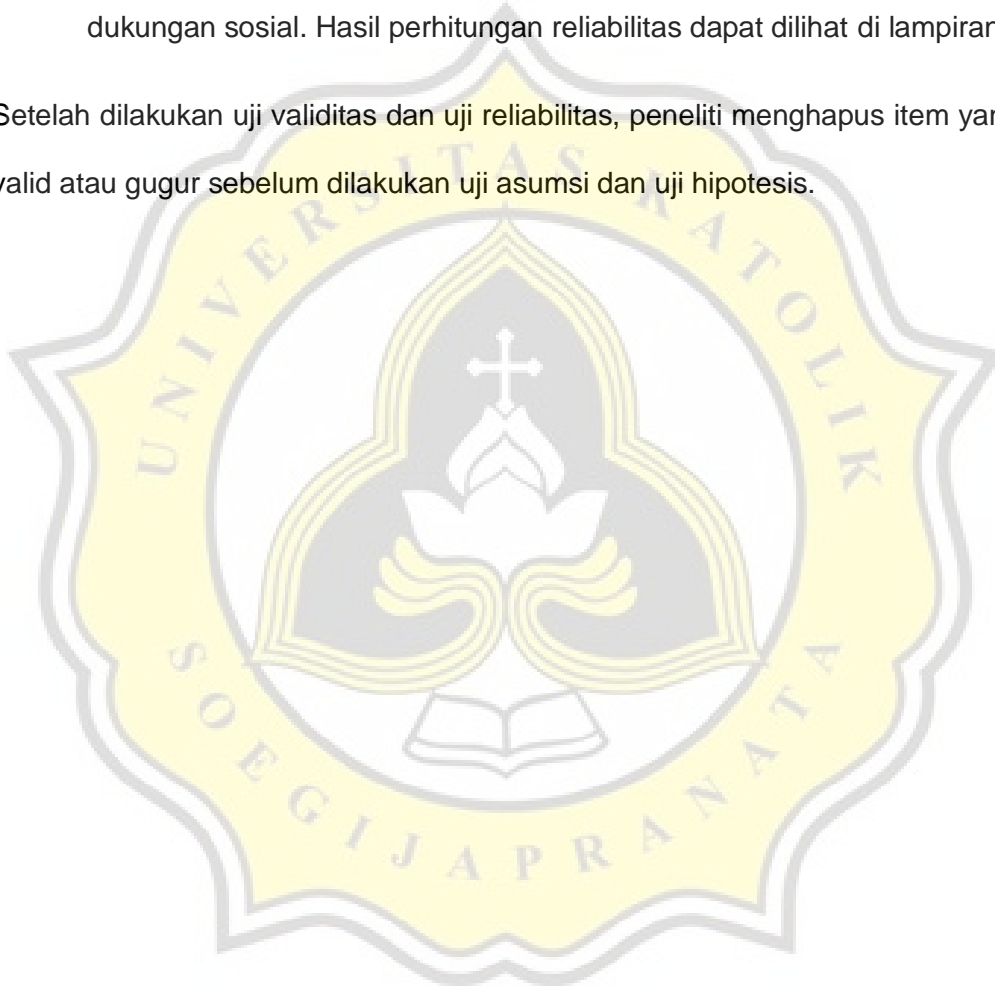 dukungan sosial. Hasil perhitungan reliabilitas dapat dilihat di lampiran
Setelah dilakukan uji validitas dan uji reliabilitas, peneliti menghapus item
valid atau gugur sebelum dilakukan uji asumsi dan uji hipotesis.
UNIVERSITAS KATOLIK
SOEGIJAPRANATA